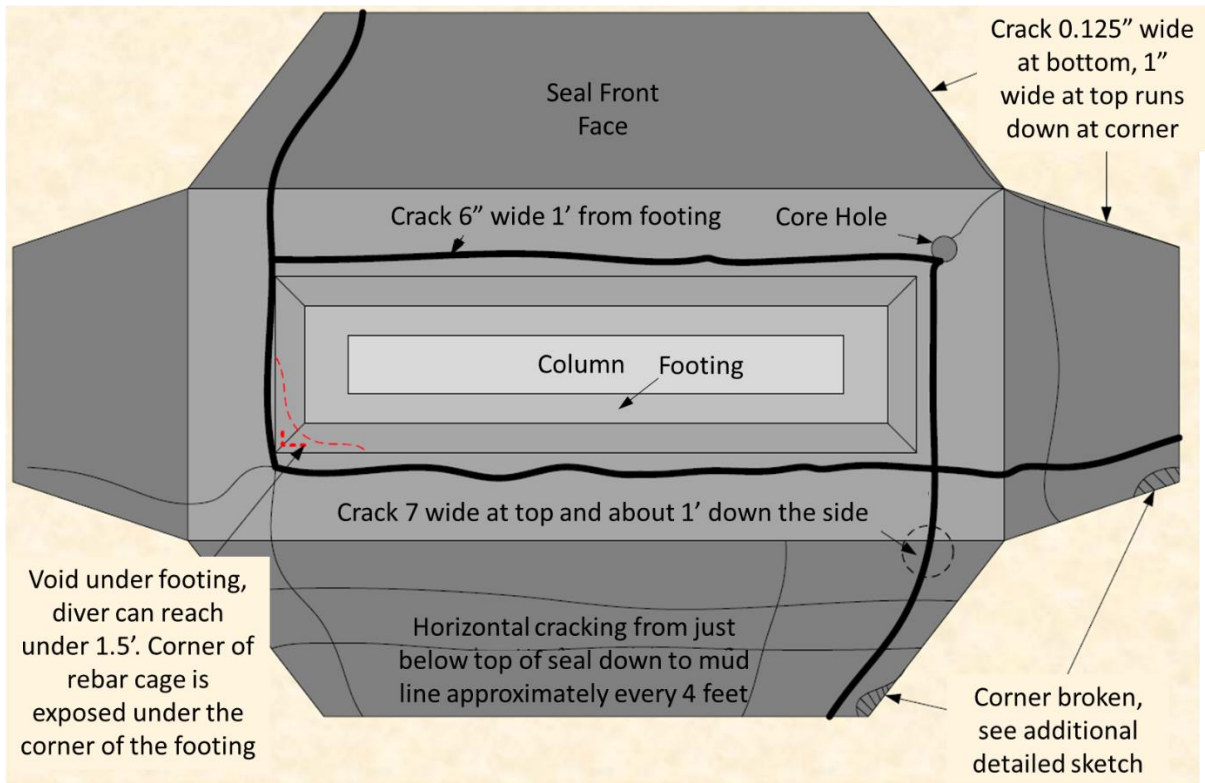 Seal Front
Face
Crack 0.125” wide
at bottom, 1”
wide at top runs
down at corner
Crack 6” wide 1’ from footing
Core Hole
Column
Footing
Crack 7 wide at top and about 1’ down the side
Void under footing,
diver can reach
under 1.5’. Corner of
rebar cage is
exposed under the
corner of the footing
Horizontal cracking from just
below top of seal down to mud
line approximately every 4 feet
Corner broken,
see additional
detailed sketch